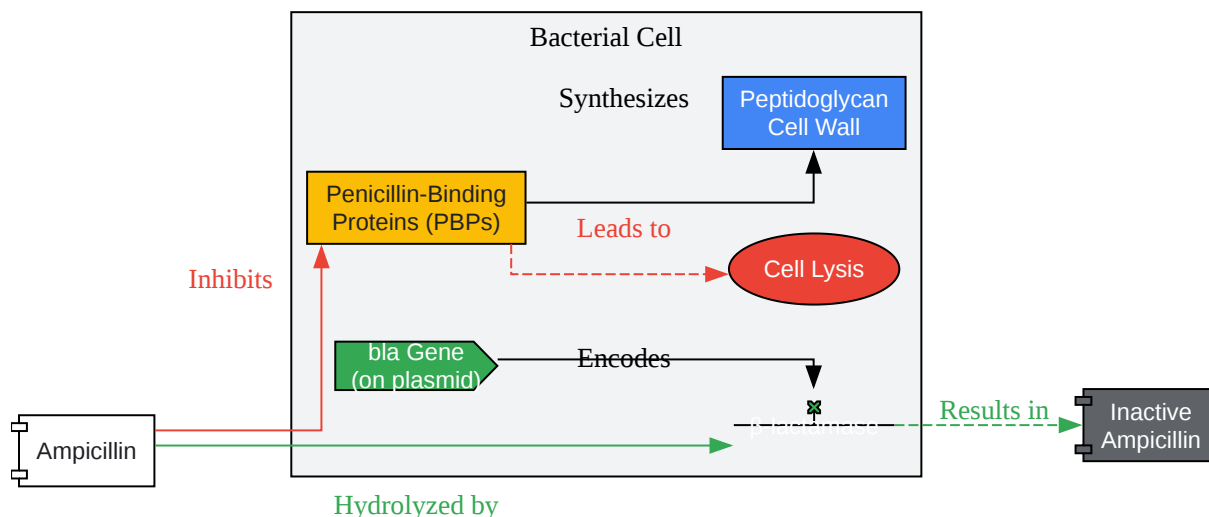 Bacterial Cell
Synthesizes
Peptidoglycan
Cell Wall
Penicillin-Binding
Proteins (PBPs)
Leads to
Cell Lysis
Inhibits
bla Gene
(on plasmid)
Encodes
β-lactamase
Results in
Inactive
Ampicillin
Ampicillin
Hydrolyzed by